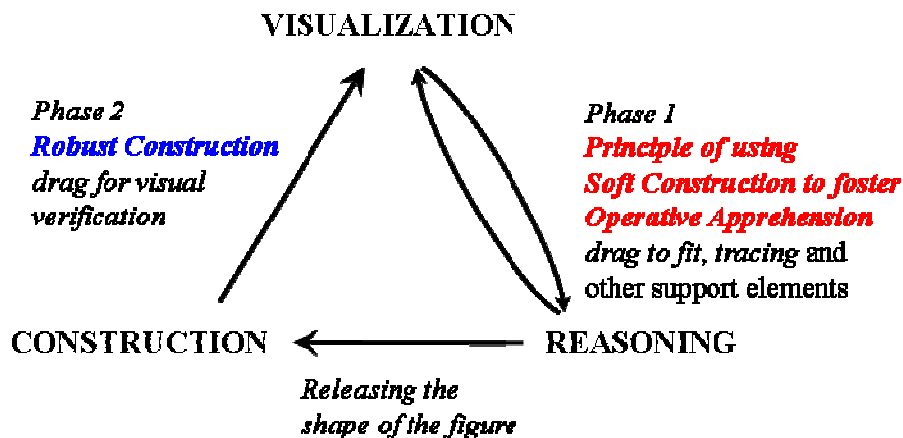 VISUALIZATION
Phase 2
Robust Construction
drag for visual
verification
Phase 1
Principle of using
Soft Construction to foster
Operative Apprehension
drag to fit, tracing and
other support elements
CONSTRUCTION
REASONING
Releasing the
shape of the figure